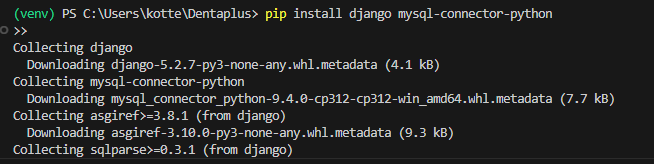 (venv) PS C:\Users\kotte\Dentaplus> pip install django mysql-connector-python
>>
Collecting django
Downloading django-5.2.7-py3-none-any.whl.metadata (4.1 kB)
Collecting mysql-connector-python
Downloading mysql_connector_python-9.4.0-cp312-cp312-win_amd64.whl.metadata (7.7 kB)
Collecting asgiref>=3.8.1 (from django)
Downloading asgiref-3.10.0-py3-none-any.whl.metadata (9.3 kB)
Collecting sqlparse>=0.3.1 (from django)